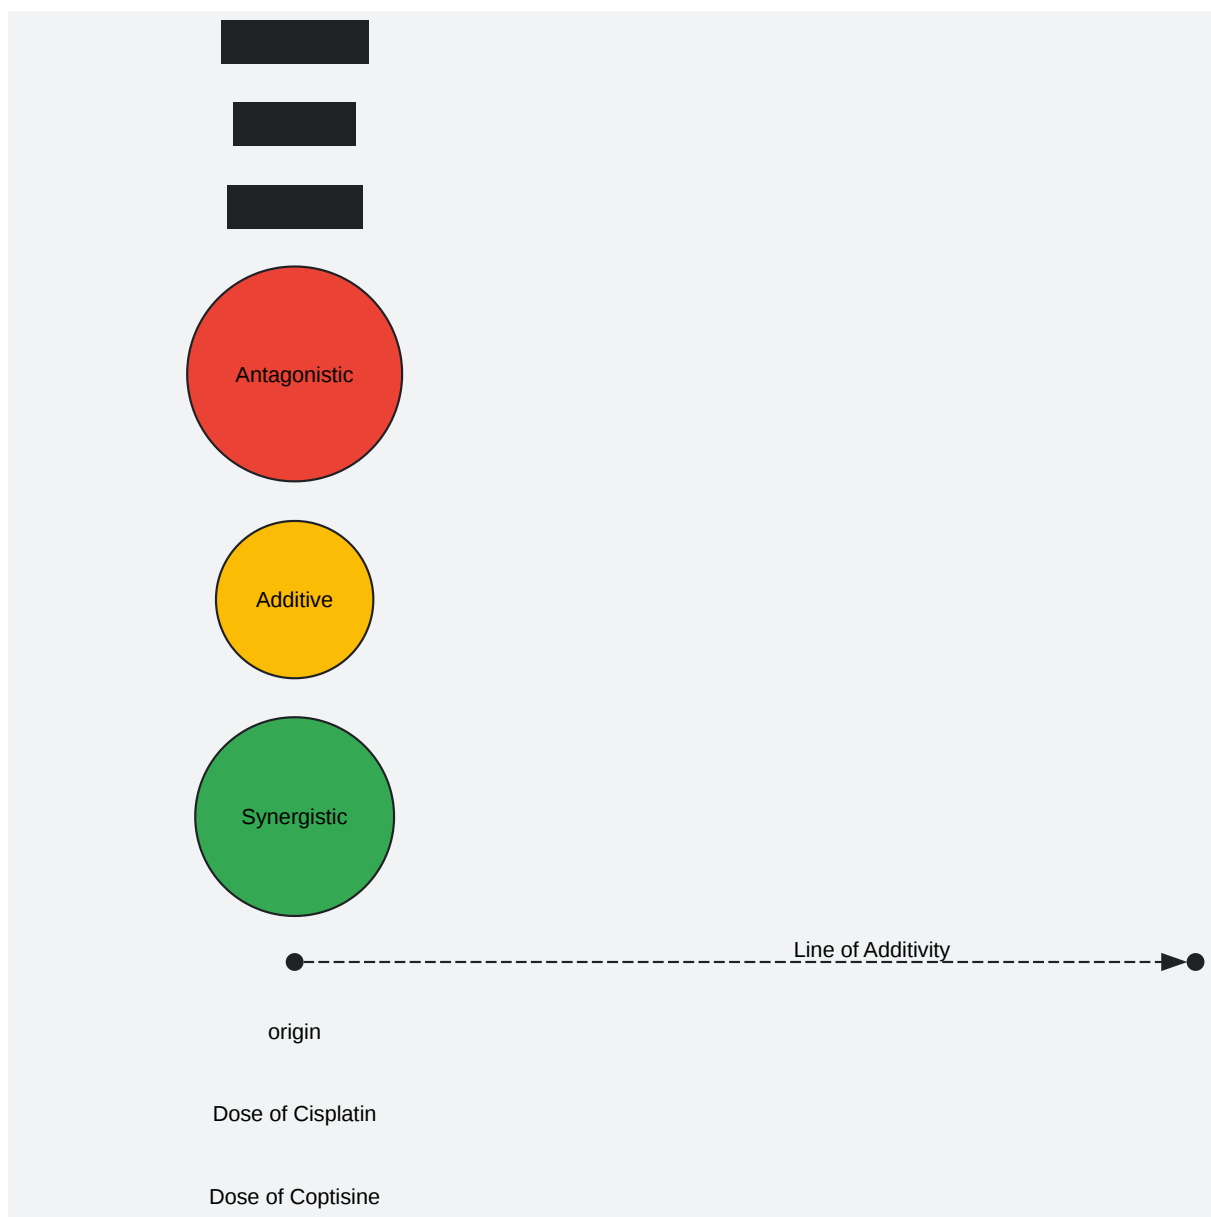 Antagonistic
Additive
Synergistic
Line of Additivity
origin
Dose of Cisplatin
Dose of Coptisine